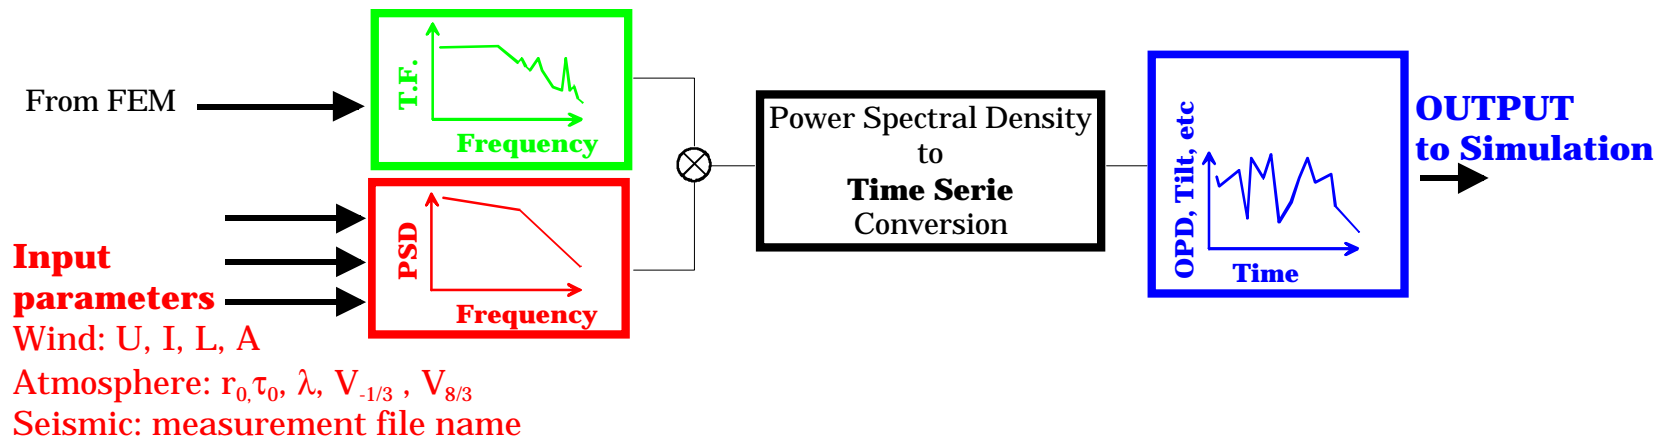 From FEM
T.F.
Frequency
PSD
Frequency
Input
parameters
Wind: U, I, L, A
Atmosphere: r₀,τ₀, λ, V₋₁/₃ , V₈/₃
Seismic: measurement file name
Power Spectral Density
to
Time Serie
Conversion
OPD, Tilt, etc
Time
OUTPUT
to Simulation